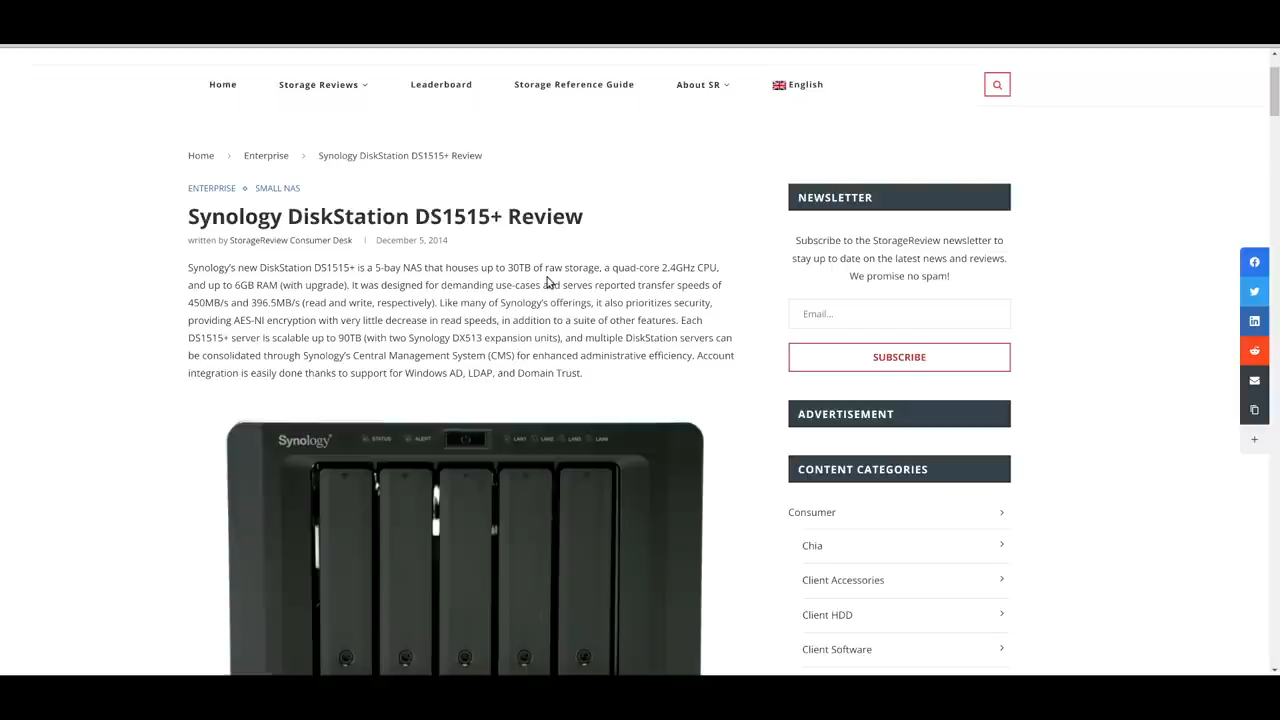 Home
Storage Reviews
Leaderboard
Storage Reference Guide
About SR
English
Home > Enterprise > Synology DiskStation DS1515+ Review
ENTERPRISE ◇ SMALL NAS
Synology DiskStation DS1515+ Review
written by StorageReview Consumer Desk | December 5, 2014
Synology's new DiskStation DS1515+ is a 5-bay NAS that houses up to 30TB of raw storage, a quad-core 2.4GHz CPU,
and up to 6GB RAM (with upgrade). It was designed for demanding use-cases and serves reported transfer speeds of
450MB/s and 396.5MB/s (read and write, respectively). Like many of Synology's offerings, it also prioritizes security,
providing AES-NI encryption with very little decrease in read speeds, in addition to a suite of other features. Each
DS1515+ server is scalable up to 90TB (with two Synology DX513 expansion units), and multiple DiskStation servers can
be consolidated through Synology's Central Management System (CMS) for enhanced administrative efficiency. Account
integration is easily done thanks to support for Windows AD, LDAP, and Domain Trust.
Synology STATUS ALERT LAN1 LAN2 LAN3 LAN4
NEWSLETTER
Subscribe to the StorageReview newsletter to
stay up to date on the latest news and reviews.
We promise no spam!
Email...
SUBSCRIBE
ADVERTISEMENT
CONTENT CATEGORIES
Consumer
Chia
Client Accessories
Client HDD
Client Software